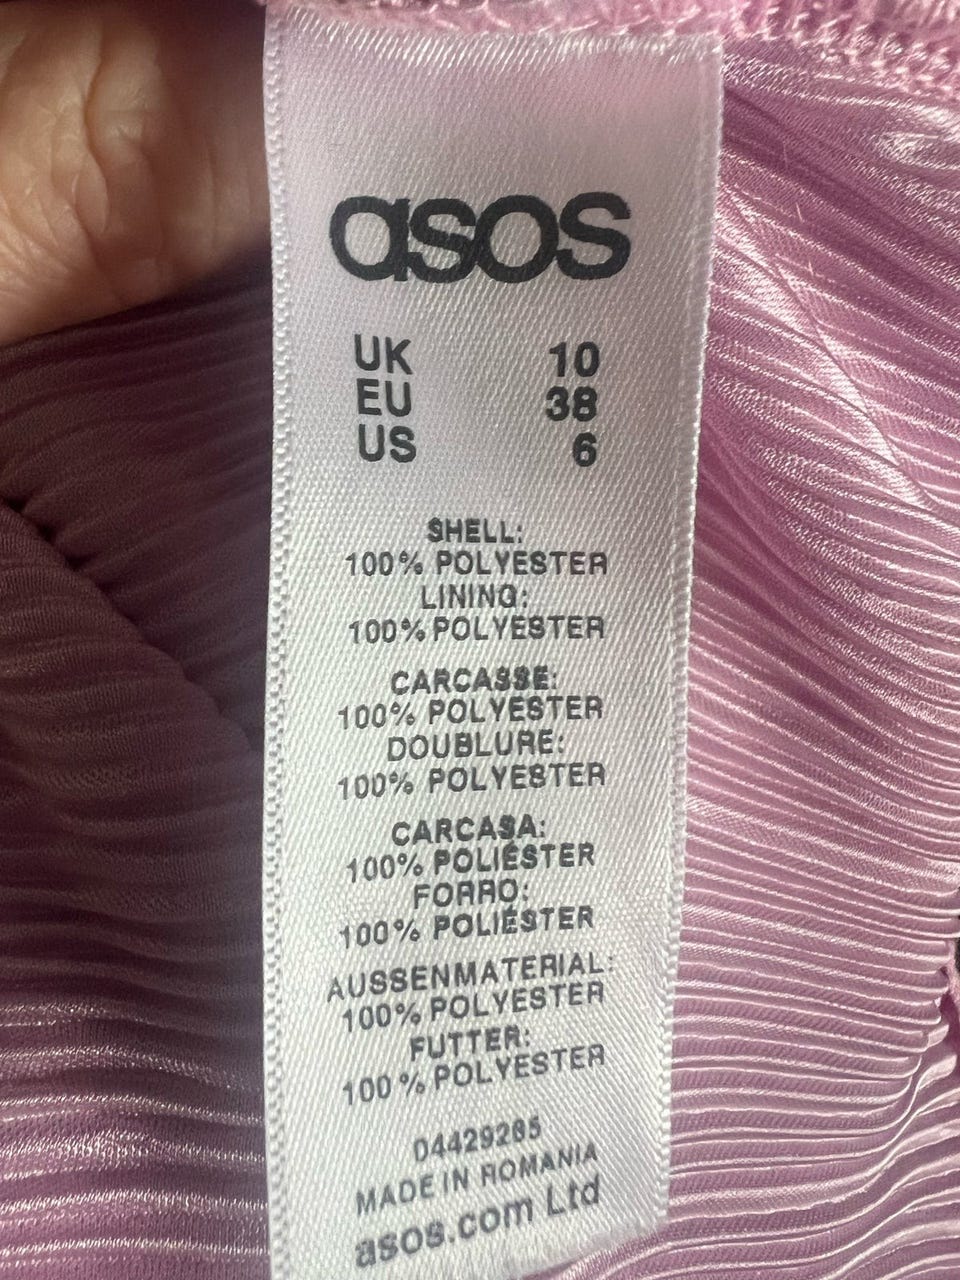 asos
UK 10
EU 38
US 6
SHELL:
100% POLYESTER
LINING:
100% POLYESTER
CARCASSE:
100% POLYESTER
DOUBLURE:
100% POLYESTER
CARCASA:
100% POLIÉSTER
FORRO:
100% POLIÉSTER
AUSSENMATERIAL:
100% POLYESTER
FUTTER:
100% POLYESTER
D4429285
MADE IN ROMANIA
asos.com Ltd